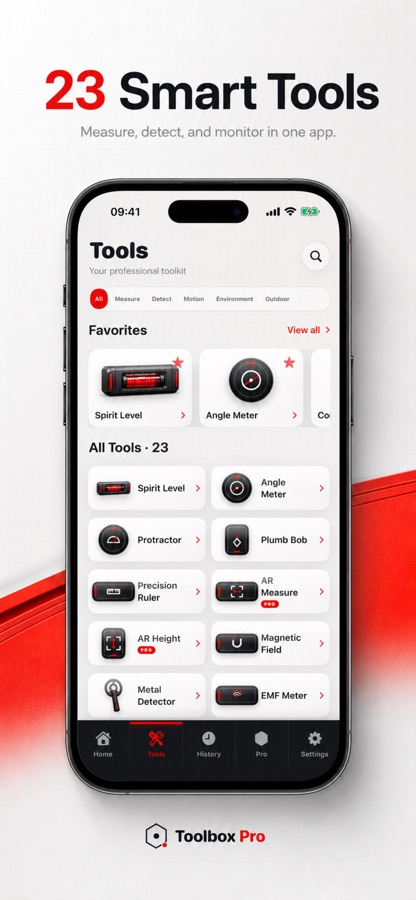 23 Smart Tools
Measure, detect, and monitor in one app.
09:41
Tools
Your professional toolkit
All Measure Detect Motion Environment Outdoor
Favorites View all
Spirit Level Angle Meter Co
All Tools · 23
Spirit Level
Angle
Meter
Protractor
Plumb Bob
Precision
Ruler
AR
Measure
PRO
AR Height
PRO
Magnetic
Field
Metal
Detector
EMF Meter
Home Tools History Pro Settings
Toolbox Pro